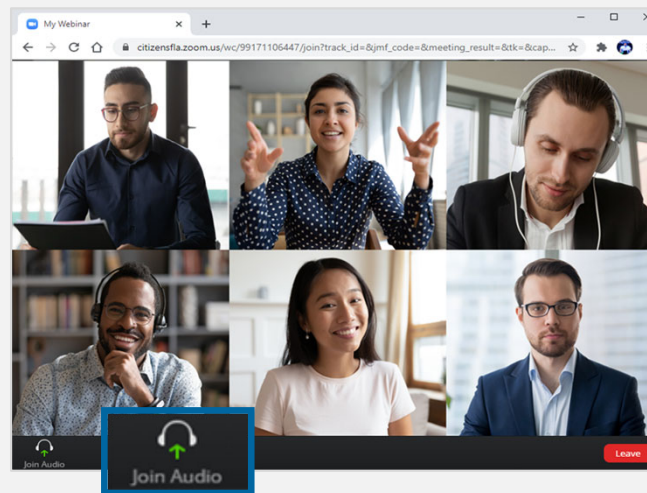 My Webinar
citizensfla.zoom.us/wc/99171106447/join?track_id=&jmf_code=&meeting_result=&tk=&cap...
Join Audio
Join Audio
Leave